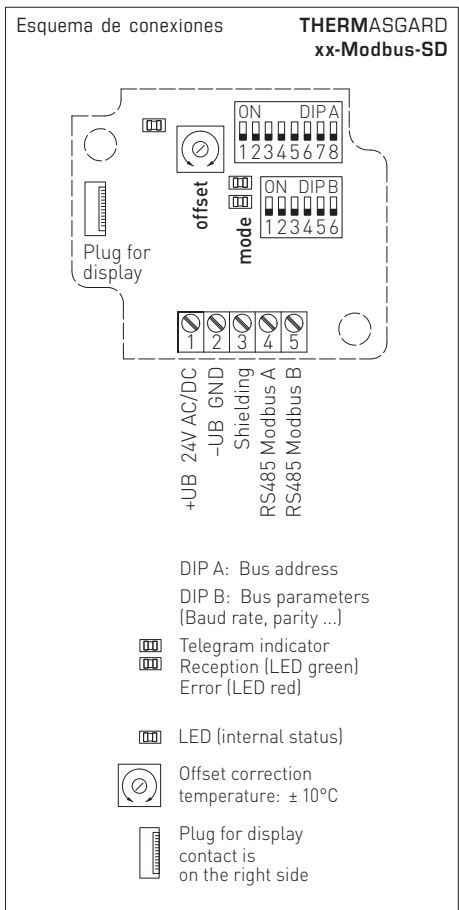 Esquema de conexiones THERMASGARD
xx-Modbus-SD
ON DIP A
1 2 3 4 5 6 7 8
offset
ON DIP B
1 2 3 4 5 6
mode
Plug for
display
1 2 3 4 5
+UB 24V AC/DC
–UB GND
Shielding
RS485 Modbus A
RS485 Modbus B
DIP A: Bus address
DIP B: Bus parameters
(Baud rate, parity ...)
Telegram indicator
Reception (LED green)
Error (LED red)
LED (internal status)
Offset correction
temperature: ± 10°C
Plug for display
contact is
on the right side